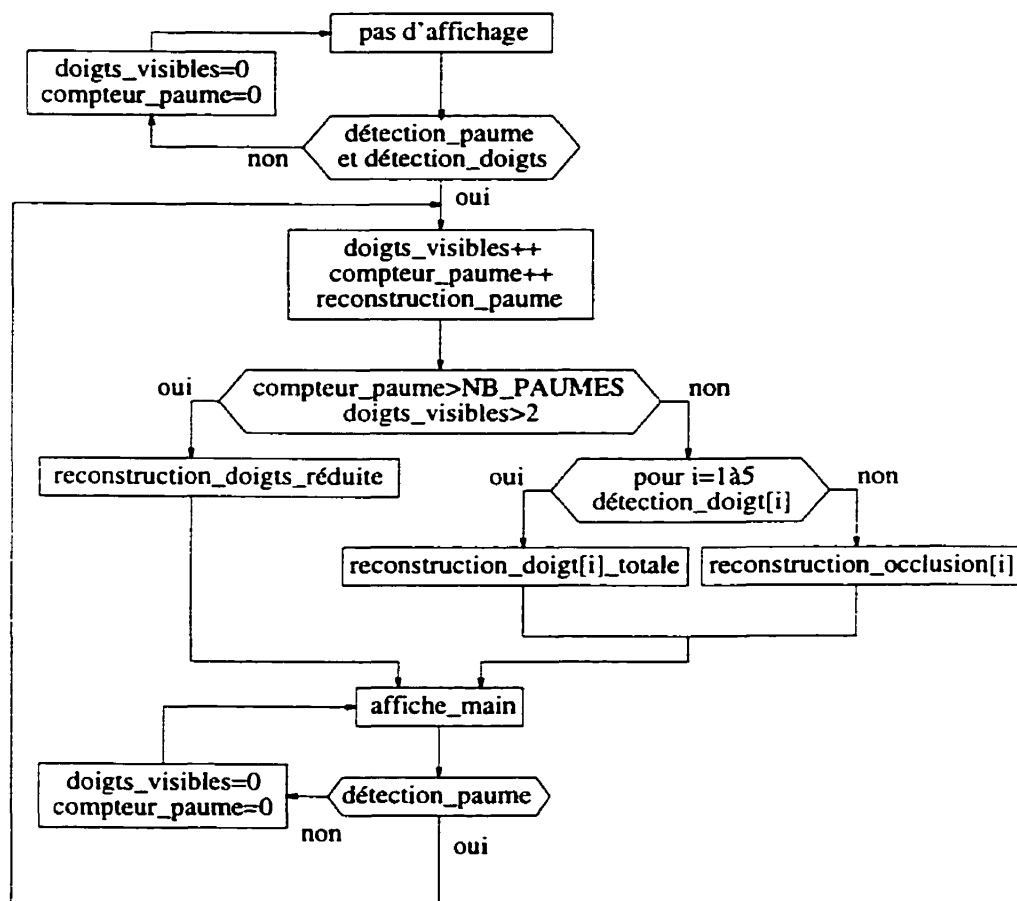 pas d'affichage
doigts_visibles=0
compteur_paume=0
détection_paume
et détection_doigts
non
oui
doigts_visibles++
compteur_paume++
reconstruction_paume
oui
compteur_paume>NB_PAUMES
doigts_visibles>2
non
reconstruction_doigts_réduite
oui
pour i=1à5
détection_doigt[i]
non
reconstruction_doigt[i]_totale
reconstruction_occlusion[i]
affiche_main
doigts_visibles=0
compteur_paume=0
détection_paume
non
oui